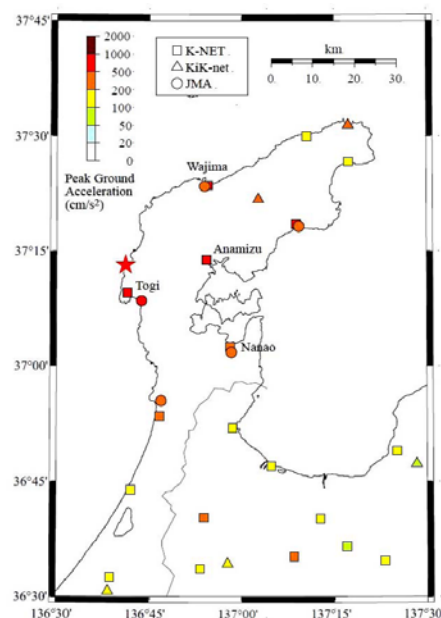 37°45'
2000
1000
500
200
100
50
20
0
Peak Ground
Acceleration
(cm/s²)
K-NET
KiK-net
JMA
km
0 10 20 30
37°30'
Wajima
37°15'
Anamizu
Togi
37°00'
Nanao
36°45'
36°30'
136°30' 136°45' 137°00' 137°15' 137°30'